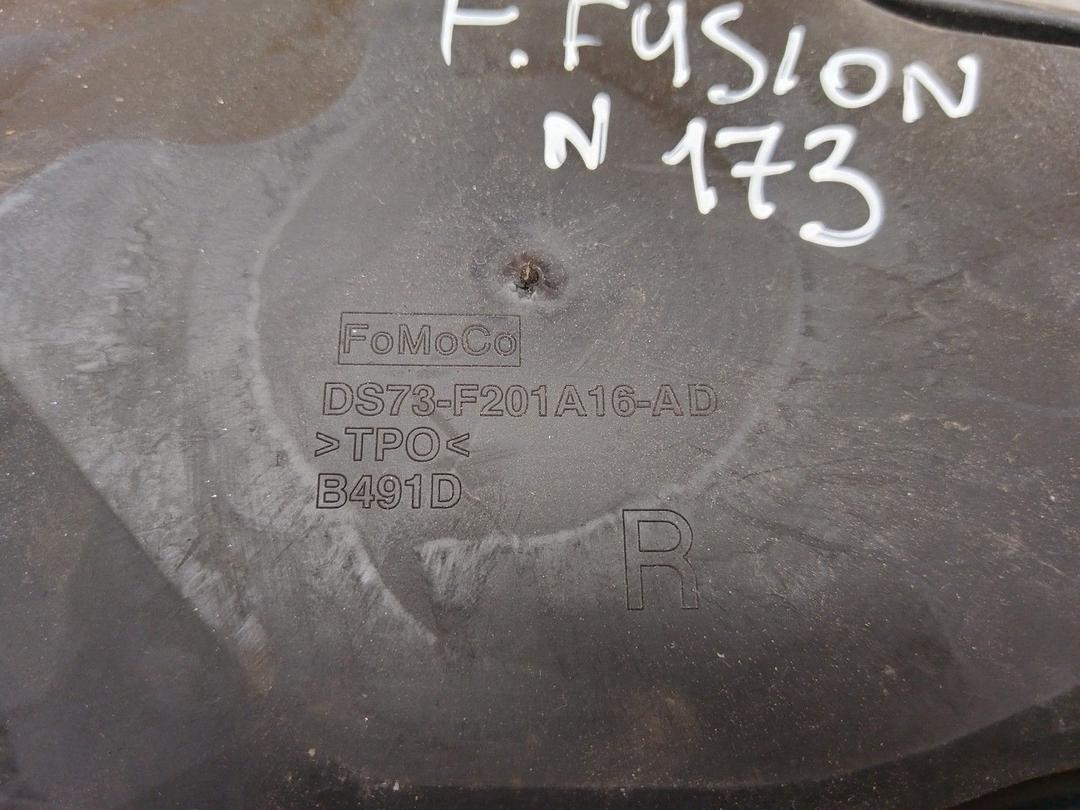 F. FUSION
N 173
FoMoCo
DS73-F201A16-AD
>TPO<
B491D
R